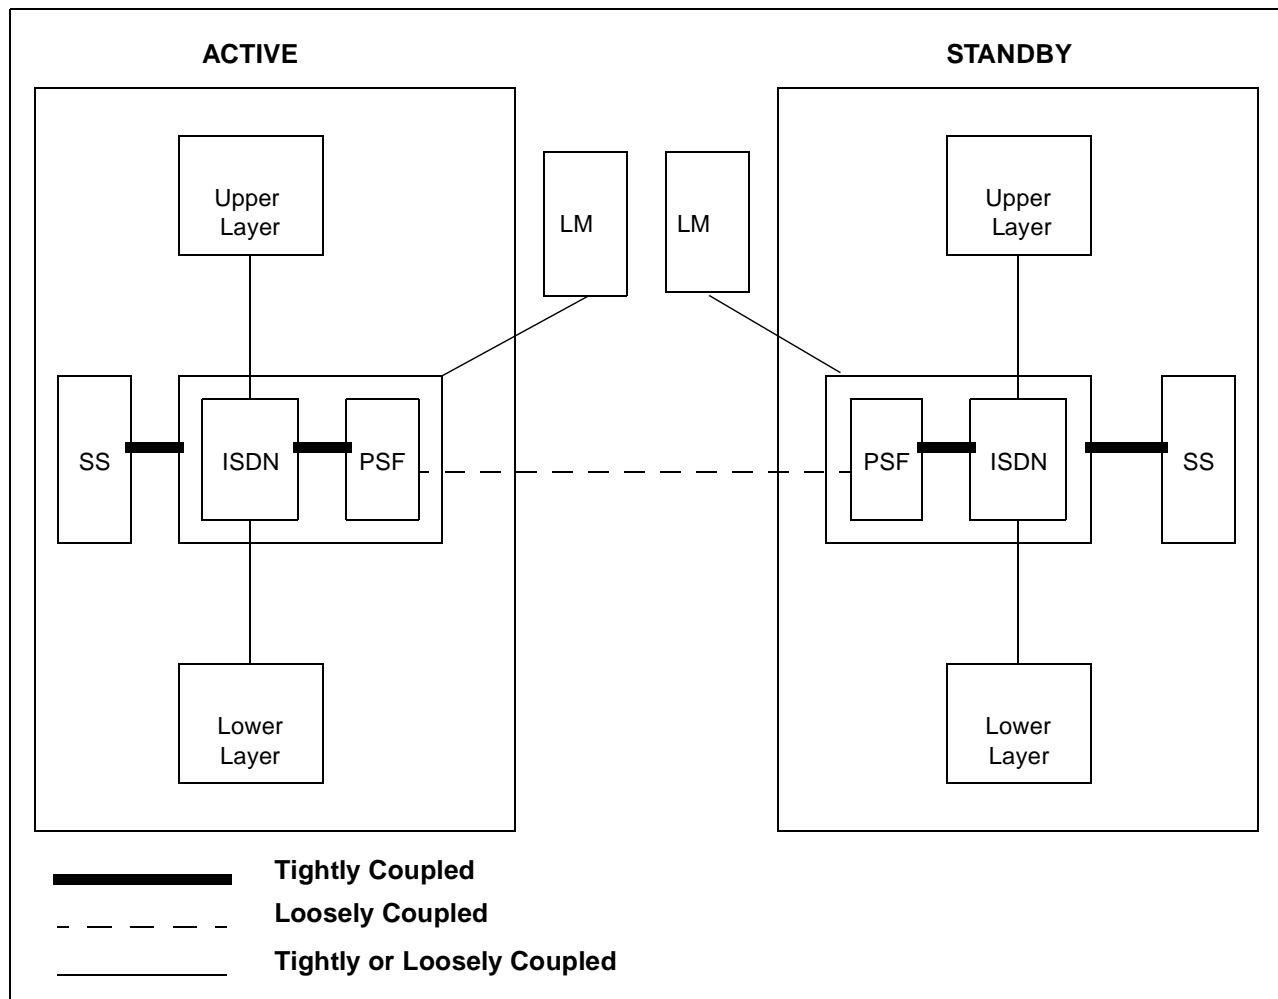 ACTIVE
STANDBY
Upper
Layer
LM
LM
Upper
Layer
SS
ISDN
PSF
PSF
ISDN
SS
Lower
Layer
Lower
Layer
Tightly Coupled
Loosely Coupled
Tightly or Loosely Coupled